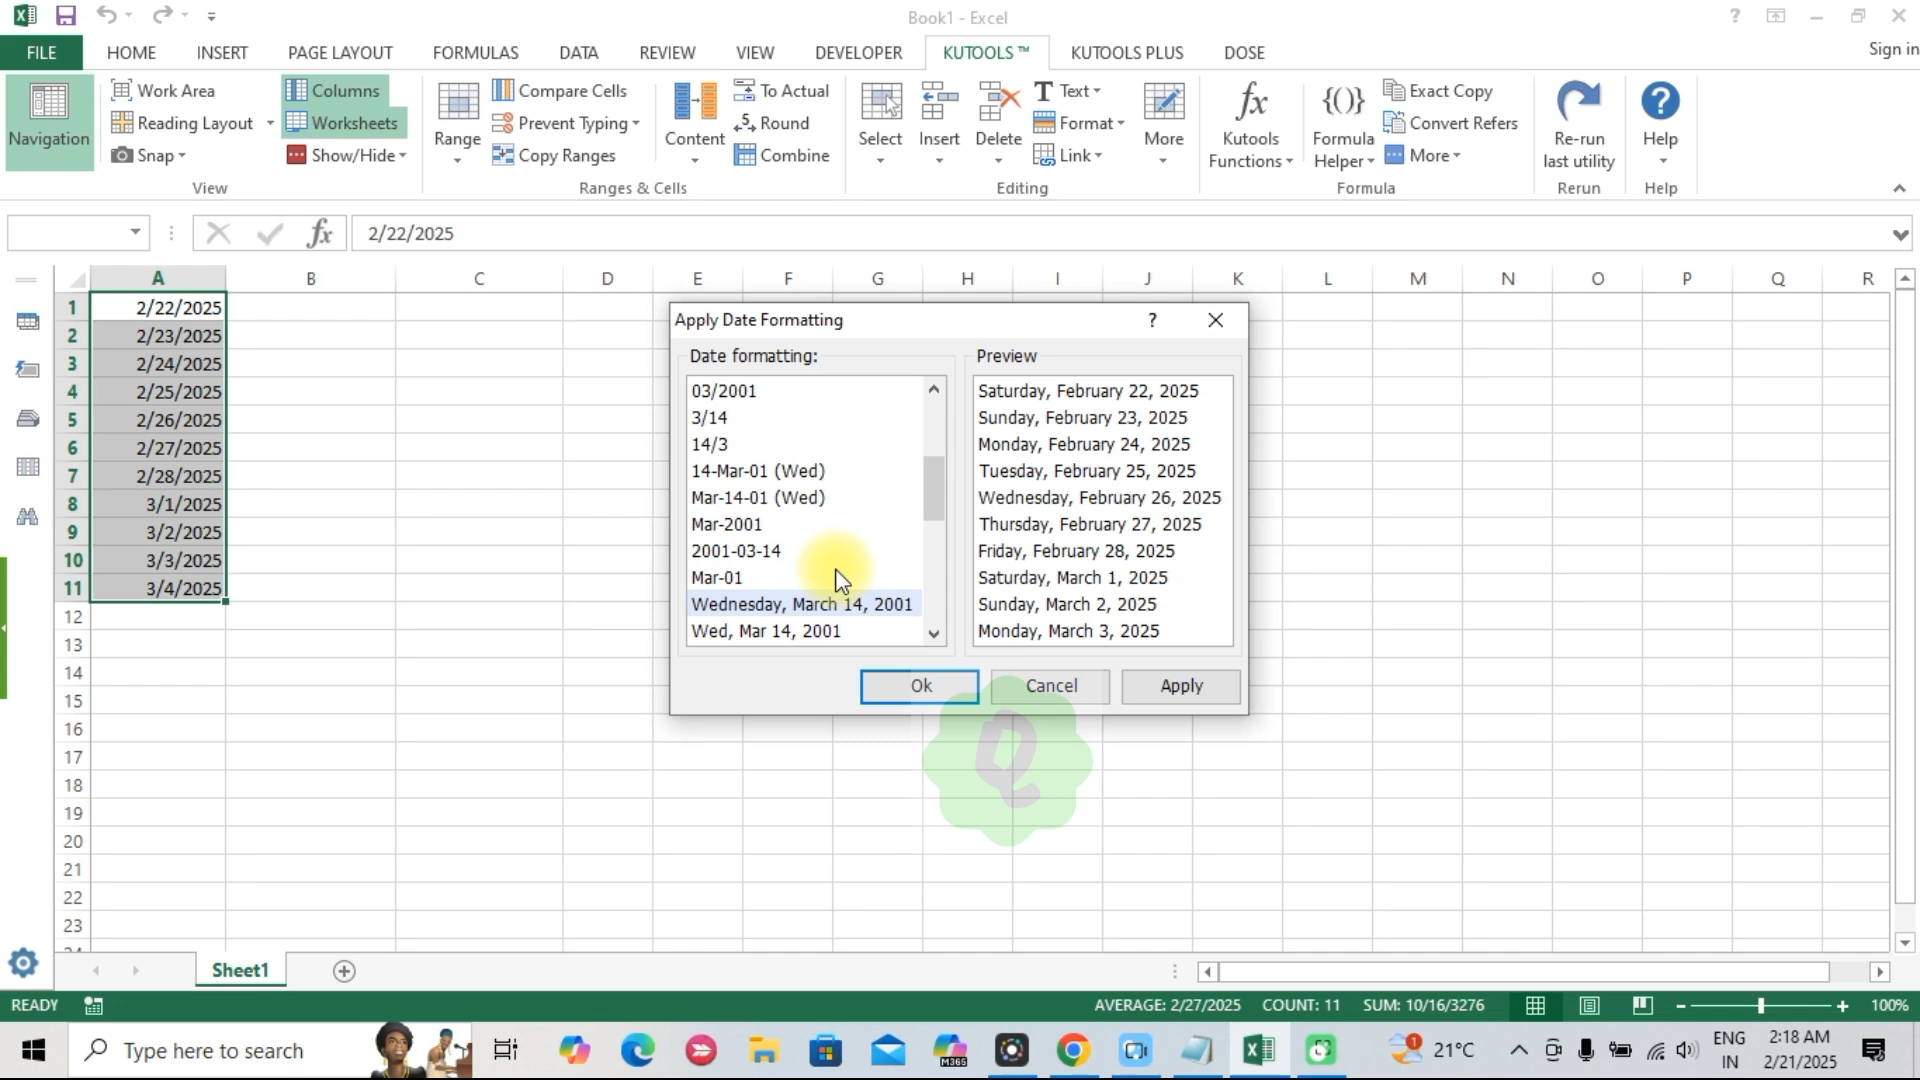 Book1 - Excel
?
FILE HOME INSERT PAGE LAYOUT FORMULAS DATA REVIEW VIEW DEVELOPER KUTOOLS ™ KUTOOLS PLUS DOSE Sign in
Navigation
Work Area
Reading Layout
Snap
Columns
Worksheets
Show/Hide
View
Range
Compare Cells
Prevent Typing
Copy Ranges
Content
To Actual
Round
Combine
Ranges & Cells
Select
Insert
Delete
Text
Format
Link
More
Editing
Kutools
Functions
Formula
Helper
Exact Copy
Convert Refers
More
Formula
Re-run
last utility
Rerun
Help
Help
fx 2/22/2025
A B C D E F G H I J K L M N O P Q R
1 2/22/2025
2 2/23/2025
3 2/24/2025
4 2/25/2025
5 2/26/2025
6 2/27/2025
7 2/28/2025
8 3/1/2025
9 3/2/2025
10 3/3/2025
11 3/4/2025
12
13
14
15
16
17
18
19
20
21
22
23
Apply Date Formatting ?
Date formatting:
03/2001
3/14
14/3
14-Mar-01 (Wed)
Mar-14-01 (Wed)
Mar-2001
2001-03-14
Mar-01
Wednesday, March 14, 2001
Wed, Mar 14, 2001
Preview
Saturday, February 22, 2025
Sunday, February 23, 2025
Monday, February 24, 2025
Tuesday, February 25, 2025
Wednesday, February 26, 2025
Thursday, February 27, 2025
Friday, February 28, 2025
Saturday, March 1, 2025
Sunday, March 2, 2025
Monday, March 3, 2025
Ok Cancel Apply
Q
Sheet1
READY AVERAGE: 2/27/2025 COUNT: 11 SUM: 10/16/3276 100%
Type here to search
M365
21°C
ENG
IN
2:18 AM
2/21/2025